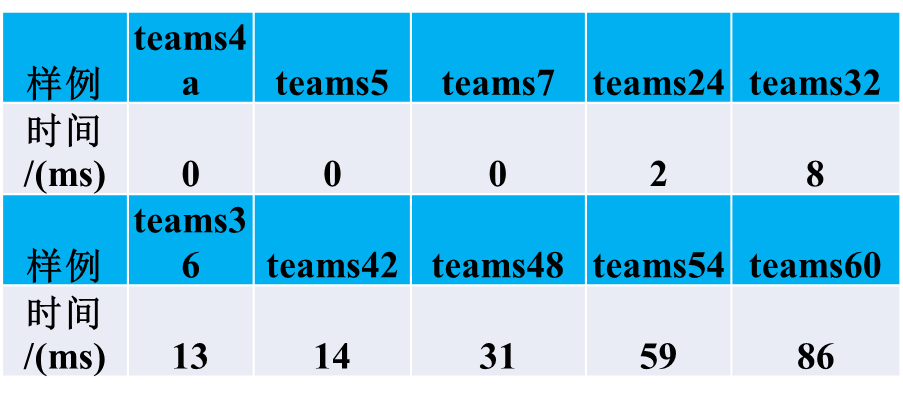 样例 teams4a teams5 teams7 teams24 teams32
时间/(ms) 0 0 0 2 8
样例 teams36 teams42 teams48 teams54 teams60
时间/(ms) 13 14 31 59 86